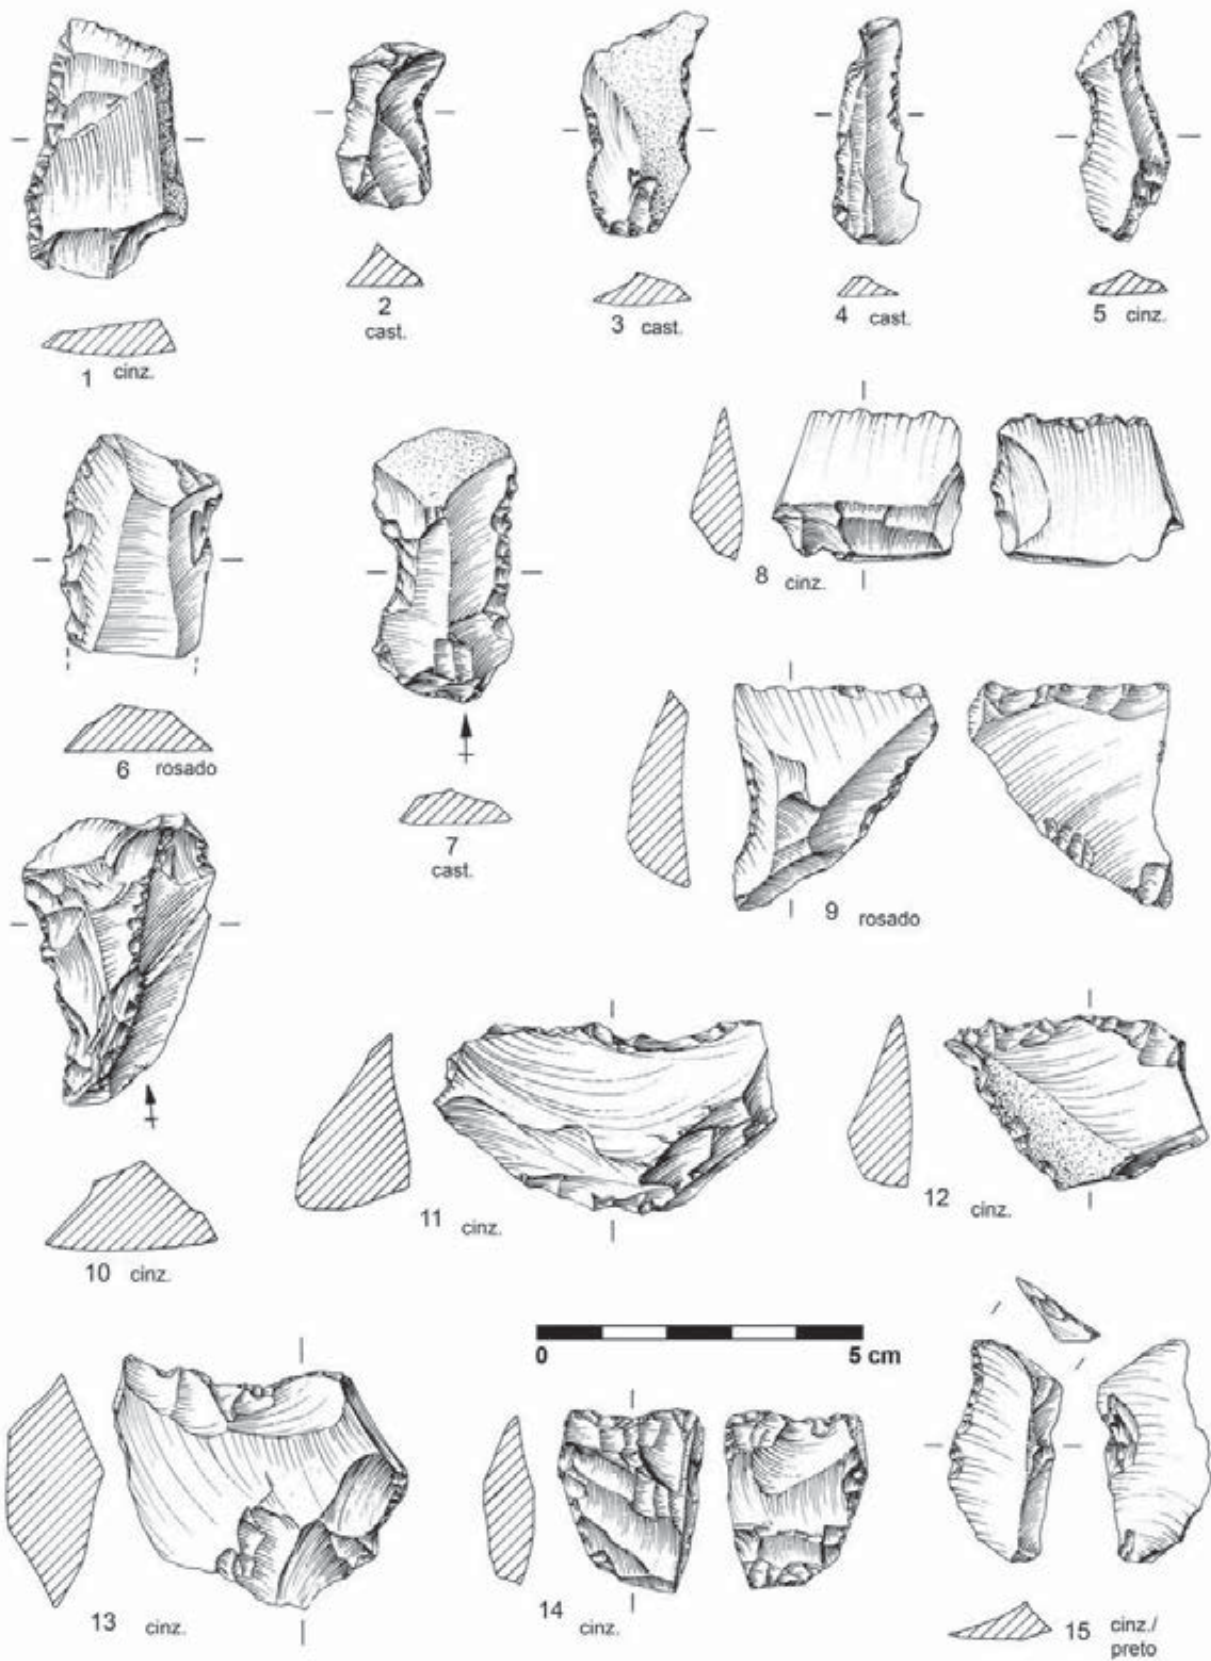 1 cinz.
2
cast.
3 cast.
4 cast.
5 cinz.
6 rosado
7
cast.
8 cinz.
9 rosado
10 cinz.
11 cinz.
12 cinz.
0 5 cm
13 cinz.
14
cinz.
15 cinz./
preto